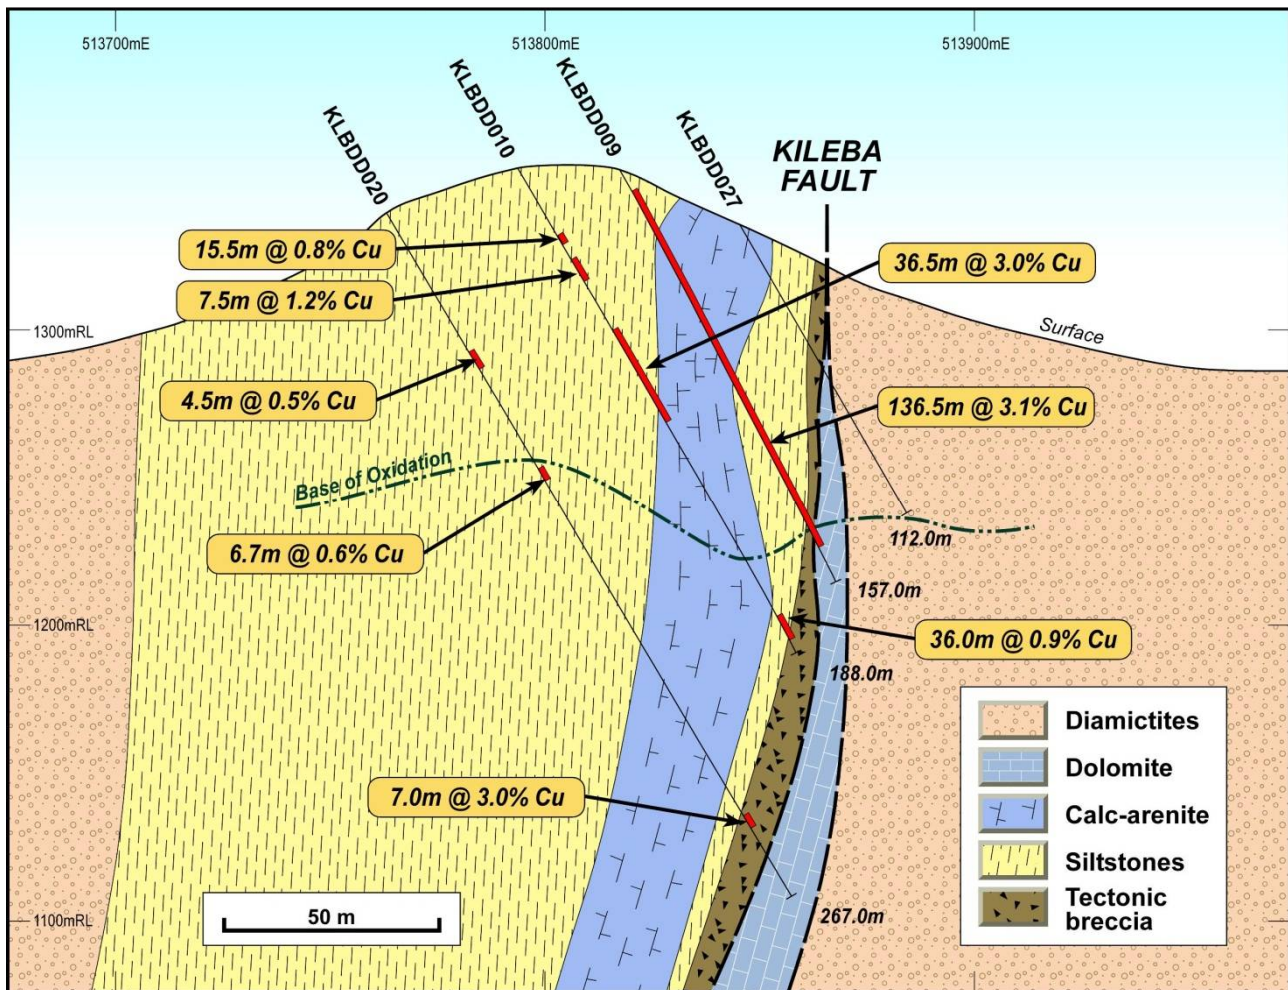 513700mE
513800mE
513900mE
KLBDD020
KLBDD010
KLBDD009
KLBDD027
KILEBA
FAULT
15.5m @ 0.8% Cu
36.5m @ 3.0% Cu
7.5m @ 1.2% Cu
1300mRL
Surface
4.5m @ 0.5% Cu
136.5m @ 3.1% Cu
Base of Oxidation
6.7m @ 0.6% Cu
112.0m
157.0m
1200mRL
36.0m @ 0.9% Cu
188.0m
Diamictites
Dolomite
7.0m @ 3.0% Cu
Calc-arenite
Siltstones
Tectonic
breccia
50 m
267.0m
1100mRL